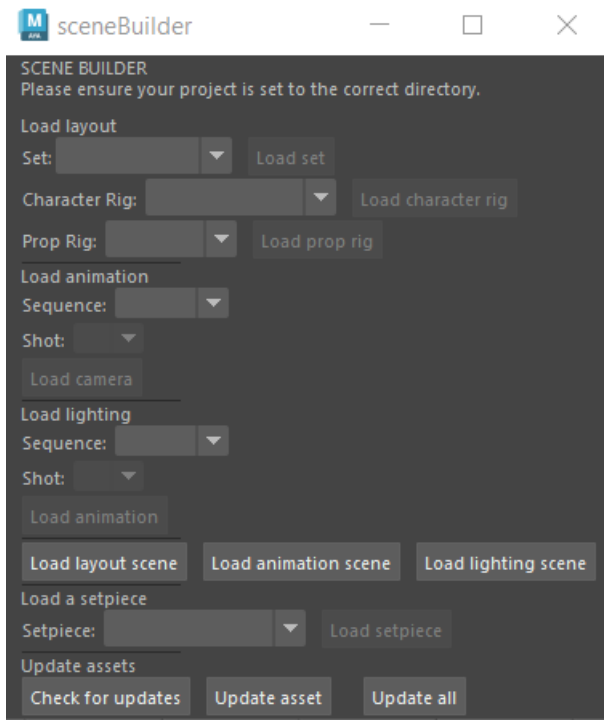 M
AFA
sceneBuilder
SCENE BUILDER
Please ensure your project is set to the correct directory.
Load layout
Set: Load set
Character Rig: Load character rig
Prop Rig: Load prop rig
Load animation
Sequence:
Shot:
Load camera
Load lighting
Sequence:
Shot:
Load animation
Load layout scene Load animation scene Load lighting scene
Load a setpiece
Setpiece: Load setpiece
Update assets
Check for updates Update asset Update all